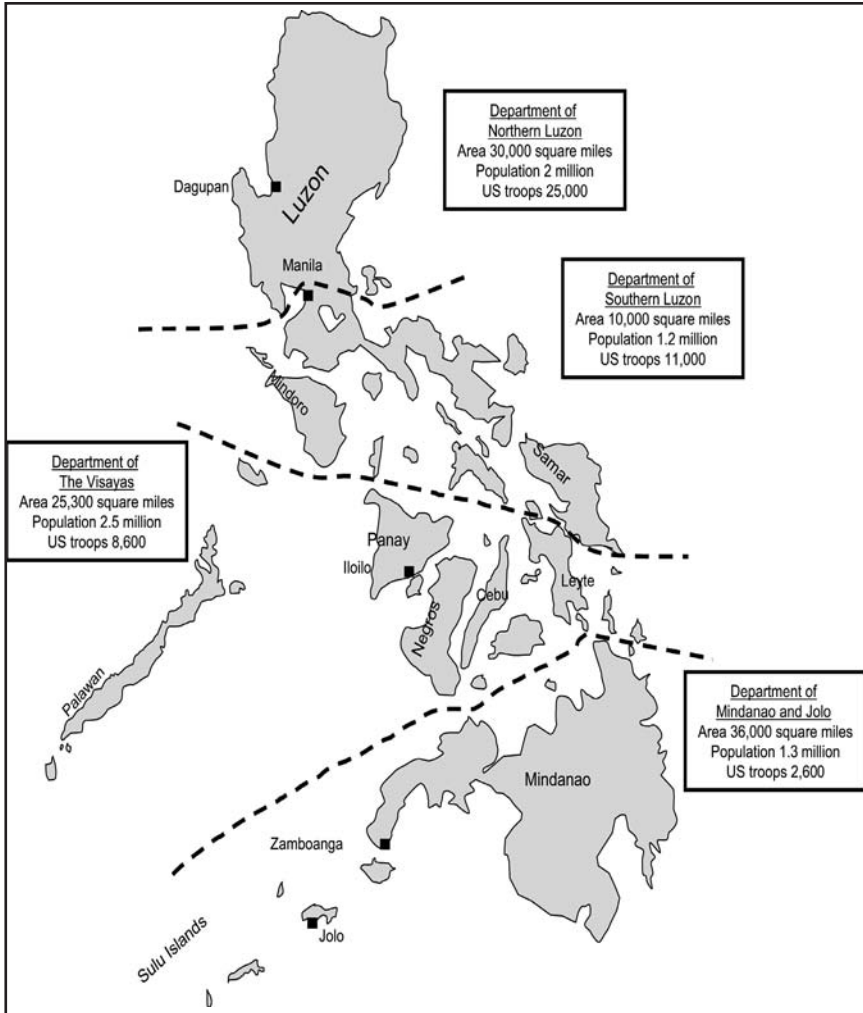 Department of
Northern Luzon
Area 30,000 square miles
Population 2 million
US troops 25,000
Dagupan
Luzon
Manila
Department of
Southern Luzon
Area 10,000 square miles
Population 1.2 million
US troops 11,000
Mindoro
Samar
Department of
The Visayas
Area 25,300 square miles
Population 2.5 million
US troops 8,600
Panay
Iloilo
Negros
Cebu
Leyte
Palawan
Department of
Mindanao and Jolo
Area 36,000 square miles
Population 1.3 million
US troops 2,600
Mindanao
Zamboanga
Jolo
Sulu Islands